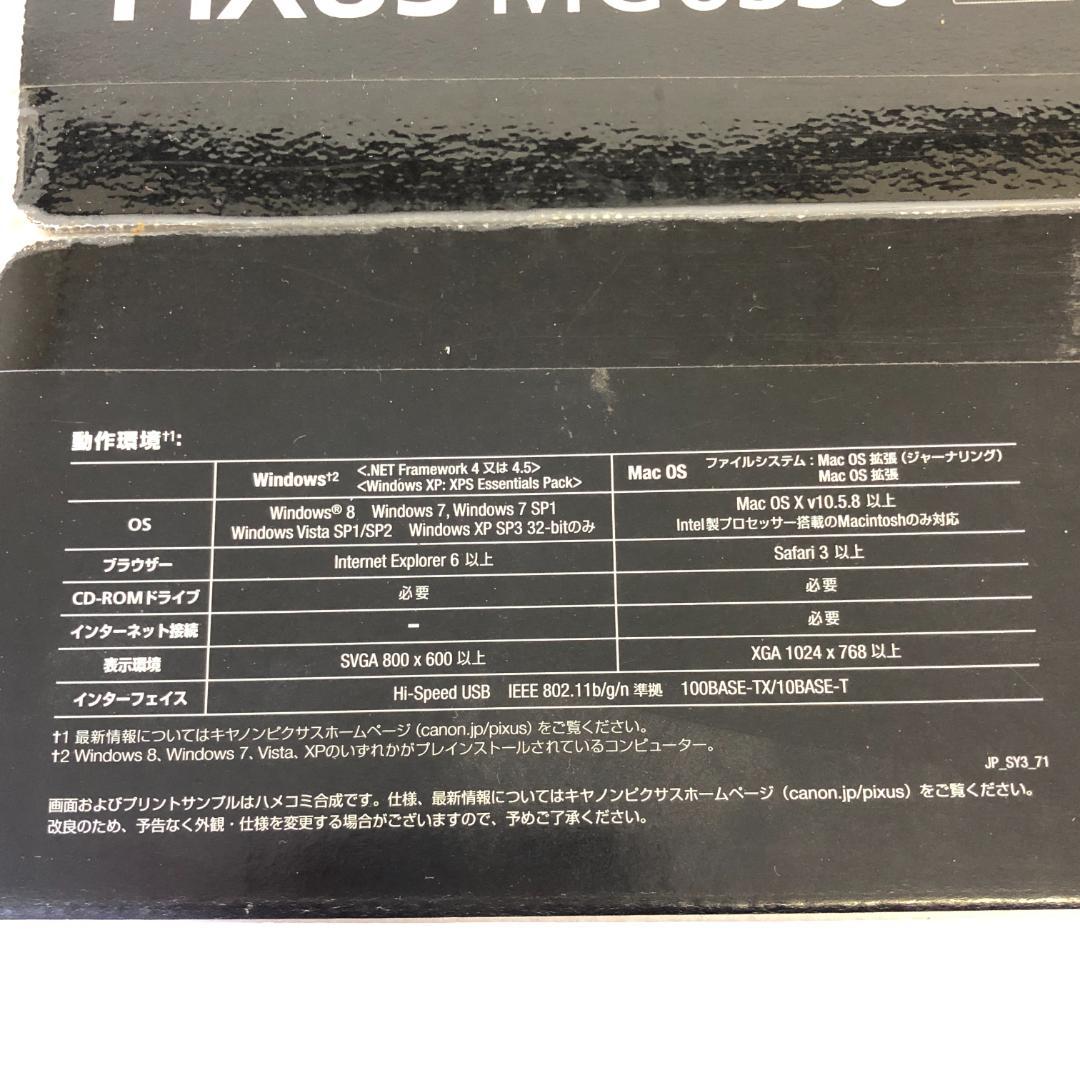 PIXUS
動作環境†1:
Windows†2 <.NET Framework 4 又は 4.5>
<Windows XP: XPS Essentials Pack>
Mac OS ファイルシステム：Mac OS 拡張（ジャーナリング）
Mac OS 拡張
OS
Windows® 8 Windows 7, Windows 7 SP1
Windows Vista SP1/SP2 Windows XP SP3 32-bitのみ
Mac OS X v10.5.8 以上
Intel製プロセッサー搭載のMacintoshのみ対応
ブラウザー Internet Explorer 6 以上 Safari 3 以上
CD-ROMドライブ 必要 必要
インターネット接続 − 必要
表示環境 SVGA 800 x 600 以上 XGA 1024 x 768 以上
インターフェイス Hi-Speed USB IEEE 802.11b/g/n 準拠 100BASE-TX/10BASE-T
†1 最新情報についてはキヤノンピクサスホームページ（canon.jp/pixus）をご覧ください。
†2 Windows 8、Windows 7、Vista、XPのいずれかがプレインストールされているコンピューター。
JP_SY3_71
画面およびプリントサンプルはハメコミ合成です。仕様、最新情報についてはキヤノンピクサスホームページ（canon.jp/pixus）をご覧ください。
改良のため、予告なく外観・仕様を変更する場合がございますので、予めご了承ください。